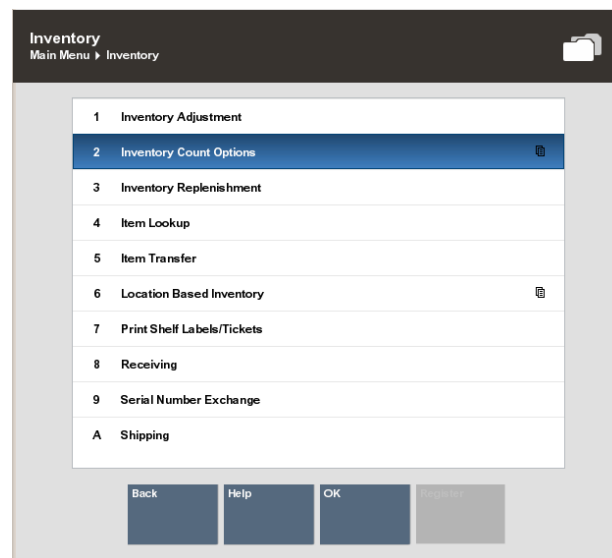 Inventory
Main Menu ▸ Inventory
1 Inventory Adjustment
2 Inventory Count Options
3 Inventory Replenishment
4 Item Lookup
5 Item Transfer
6 Location Based Inventory
7 Print Shelf Labels/Tickets
8 Receiving
9 Serial Number Exchange
A Shipping
Back Help OK Register